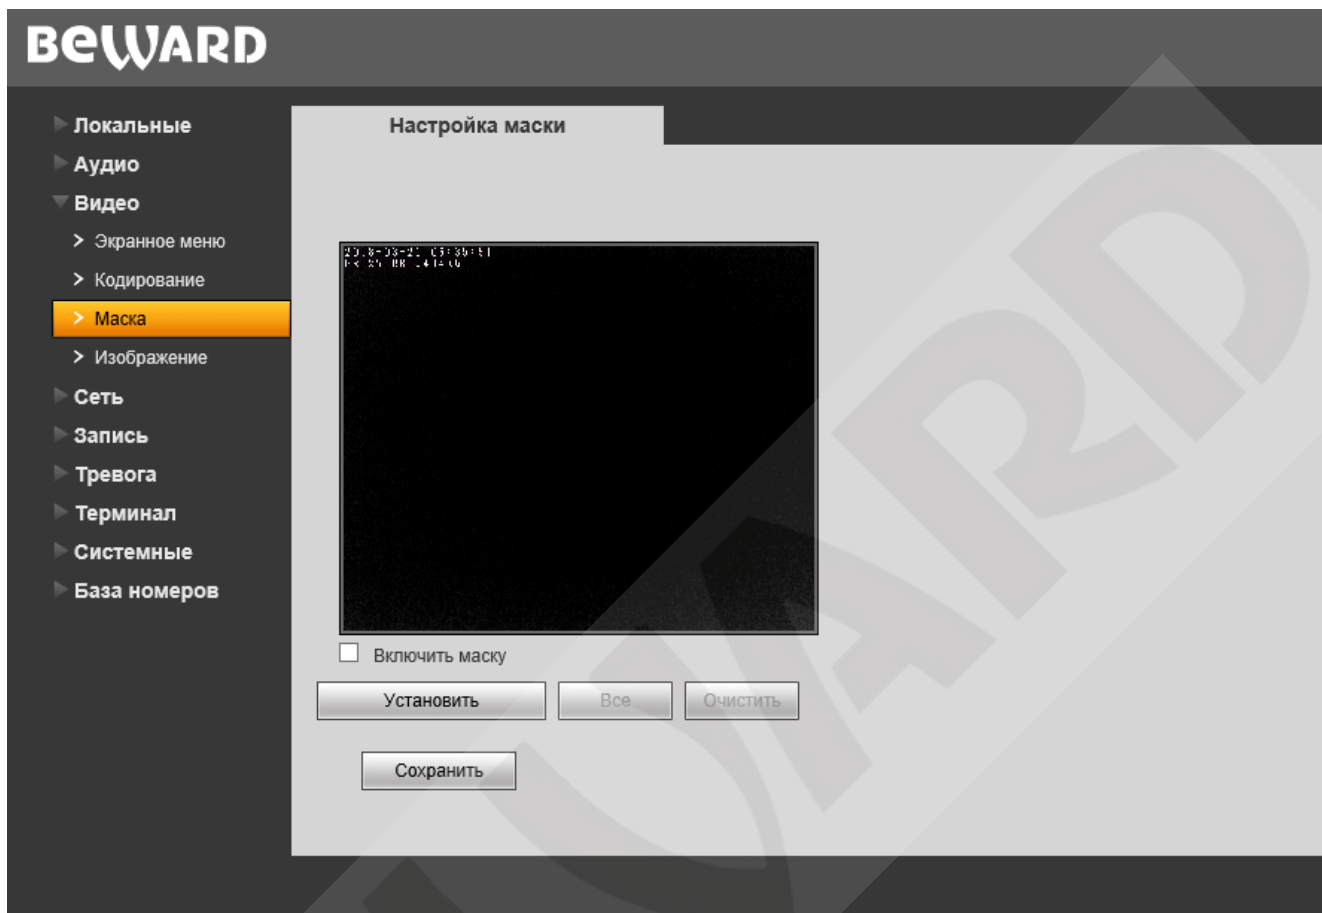 BEWARD
Локальные
Аудио
Видео
Экранное меню
Кодирование
Маска
Изображение
Сеть
Запись
Тревога
Терминал
Системные
База номеров
Настройка маски
Включить маску
Установить Все Очистить
Сохранить